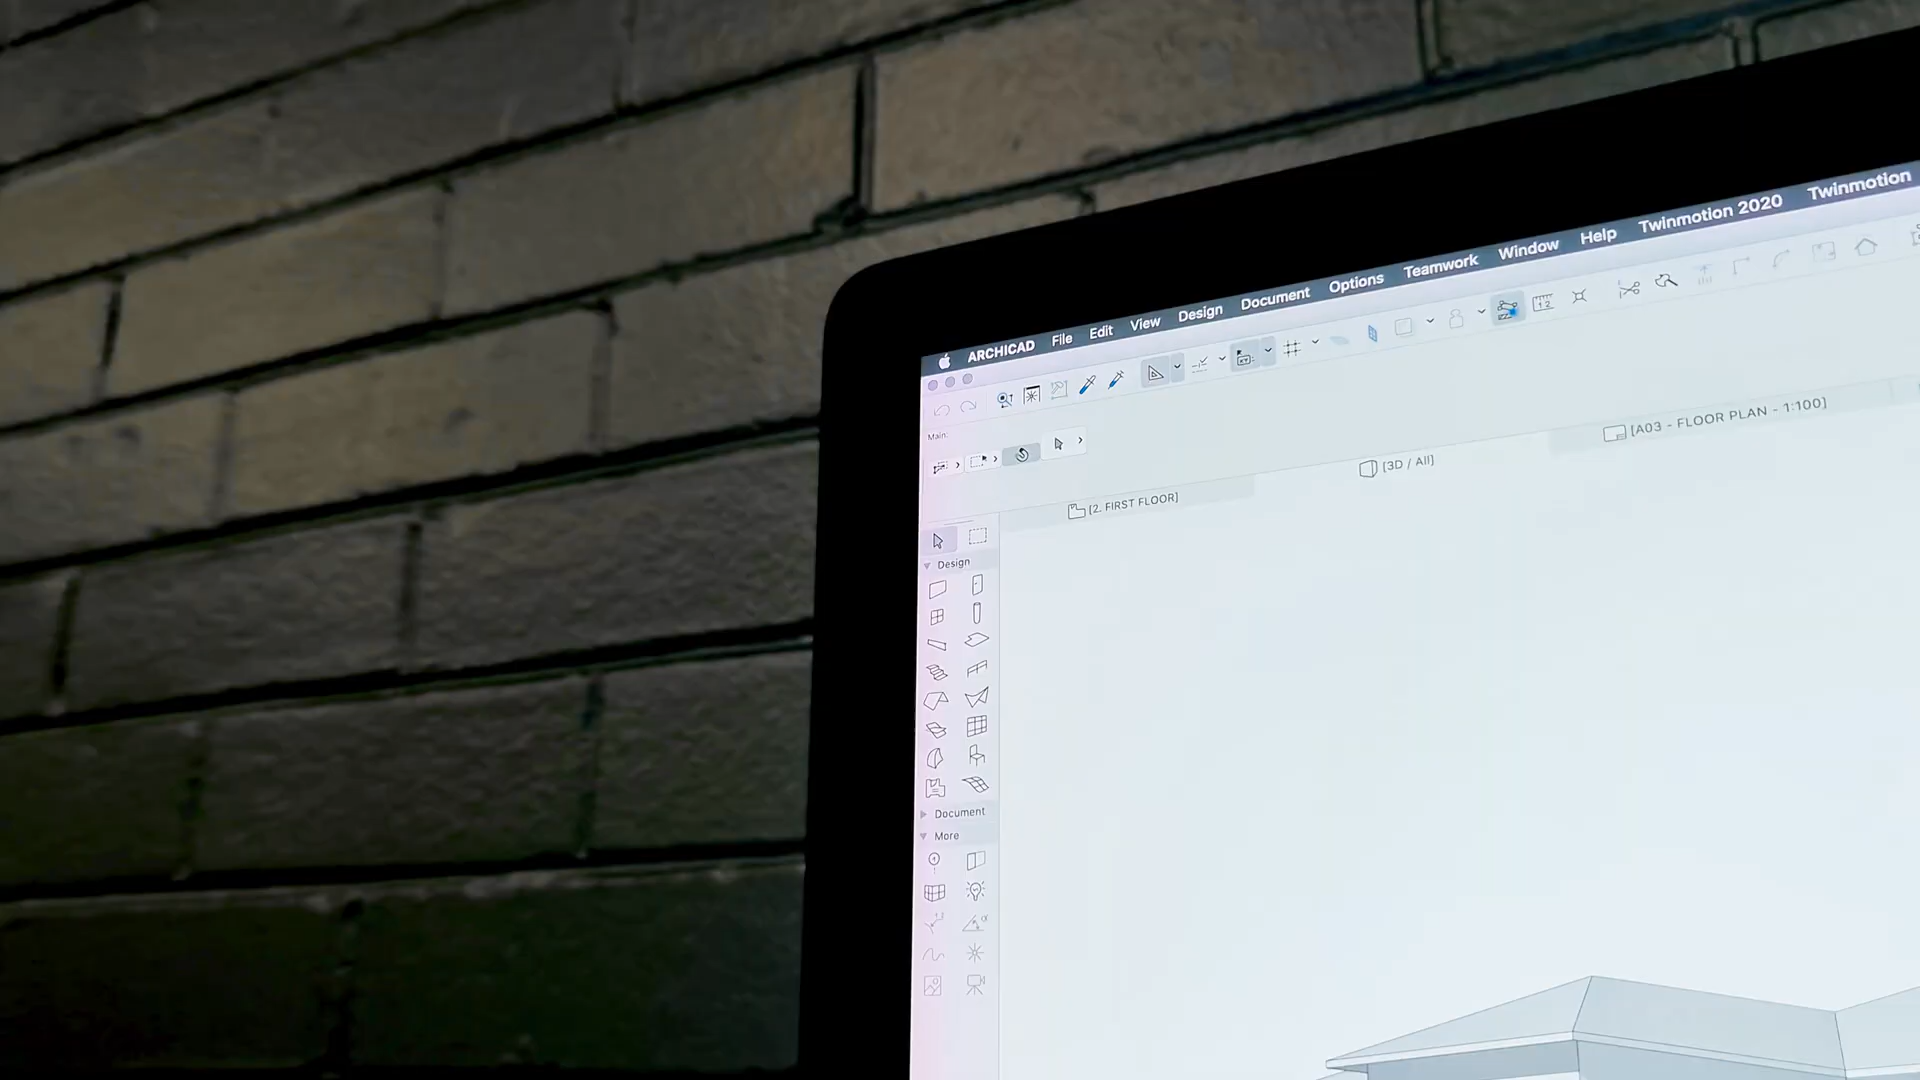 ARCHICAD File Edit View Design Document Options Teamwork Window Help Twinmotion 2020 Twinmotion
Main:
[2. FIRST FLOOR] [3D / All] [A03 - FLOOR PLAN - 1:100]
Design
Document
More